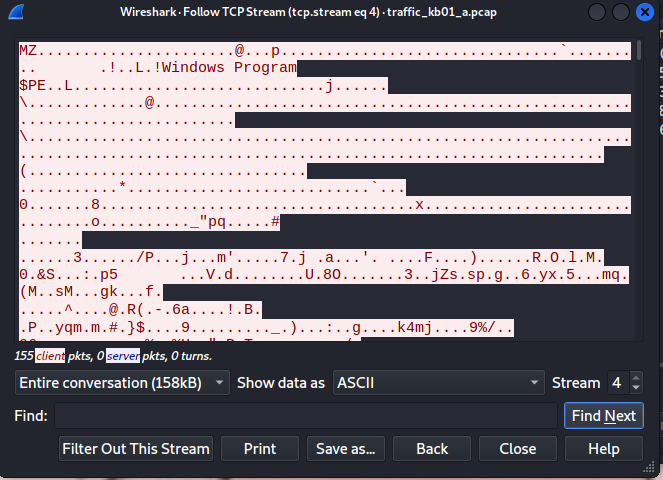 Wireshark · Follow TCP Stream (tcp.stream eq 4) · traffic_kb01_a.pcap
MZ......................@...p...............................`.......
..       .!..L.!Windows Program
$PE..L............................j......
\.............@.....................................................
........................
\...................................................................
.................................................................
(...............................
...........*...........................`...
0.......8...................................x.......................
........o.........._"pq.....#
.......
......3....../P...j...m'.....7.j .a...'  ....F....)......R.O.l.M.
0.&S...:.p5       ...V.d........U.8O.......3..jZs.sp.g..6.yx.5...mq.
(M..sM...gk...f.
.....^....@.R(.-.6a....!.B.
.P..yqm.m.#.}$....9........._.)...:..g....k4mj....9%/..
155 client pkts, 0 server pkts, 0 turns.
Entire conversation (158kB) Show data as ASCII Stream 4
Find: Find Next
Filter Out This Stream Print Save as... Back Close Help